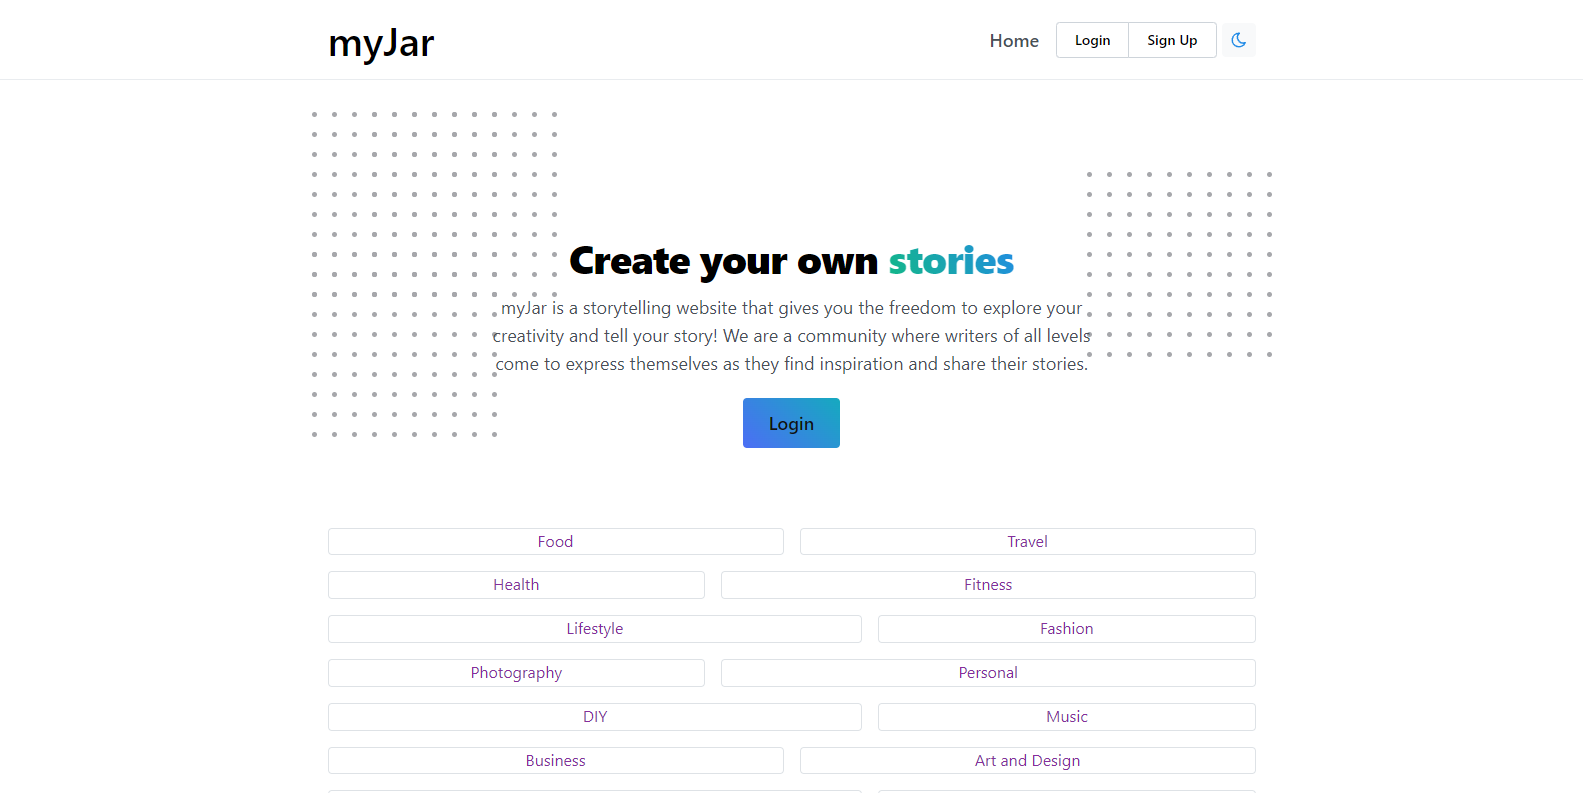 myJar
Home
Login
Sign Up
Create your own stories
myJar is a storytelling website that gives you the freedom to explore your
creativity and tell your story! We are a community where writers of all levels
come to express themselves as they find inspiration and share their stories.
Login
Food
Travel
Health
Fitness
Lifestyle
Fashion
Photography
Personal
DIY
Music
Business
Art and Design